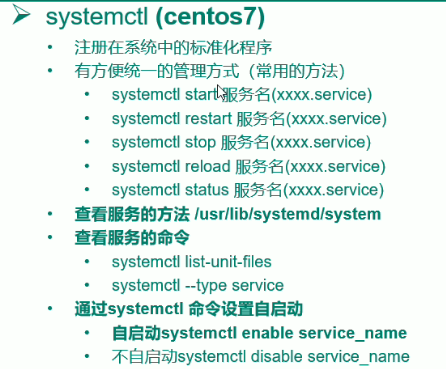 systemctl (centos7)
注册在系统中的标准化程序
有方便统一的管理方式（常用的方法）
systemctl start 服务名(xxxx.service)
systemctl restart 服务名(xxxx.service)
systemctl stop 服务名(xxxx.service)
systemctl reload 服务名(xxxx.service)
systemctl status 服务名(xxxx.service)
查看服务的方法 /usr/lib/systemd/system
查看服务的命令
systemctl list-unit-files
systemctl --type service
通过systemctl 命令设置自启动
自启动systemctl enable service_name
不自启动systemctl disable service_name